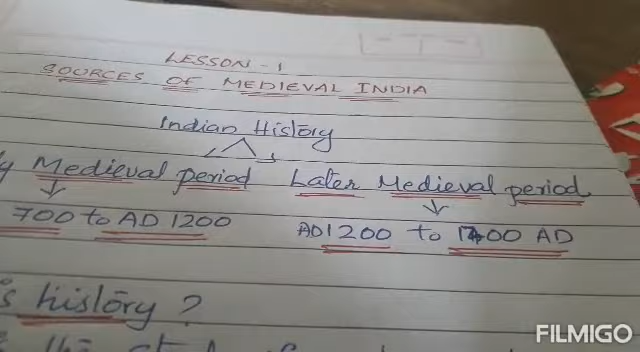 LESSON - 1
SOURCES OF MEDIEVAL INDIA
Indian History
Medieval period Later Medieval period
700 to AD 1200 AD 1200 to 1700 AD
history?
FILMIGO